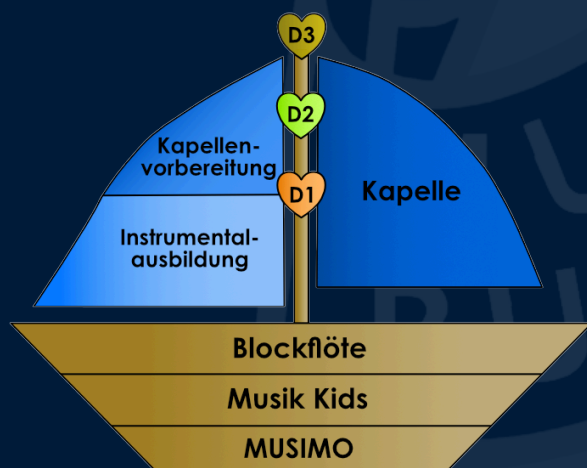 D3
D2
Kapellen-
vorbereitung
D1
Kapelle
Instrumental-
ausbildung
Blockflöte
Musik Kids
MUSIMO